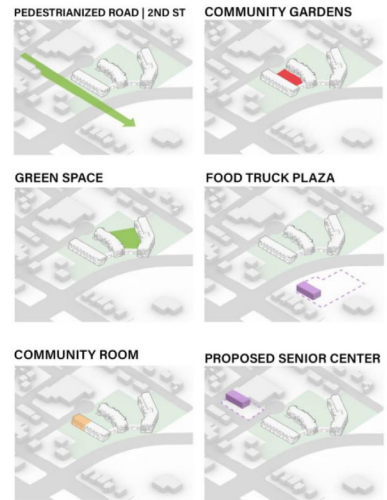 PEDESTRIANIZED ROAD | 2ND ST
COMMUNITY GARDENS
GREEN SPACE
FOOD TRUCK PLAZA
COMMUNITY ROOM
PROPOSED SENIOR CENTER